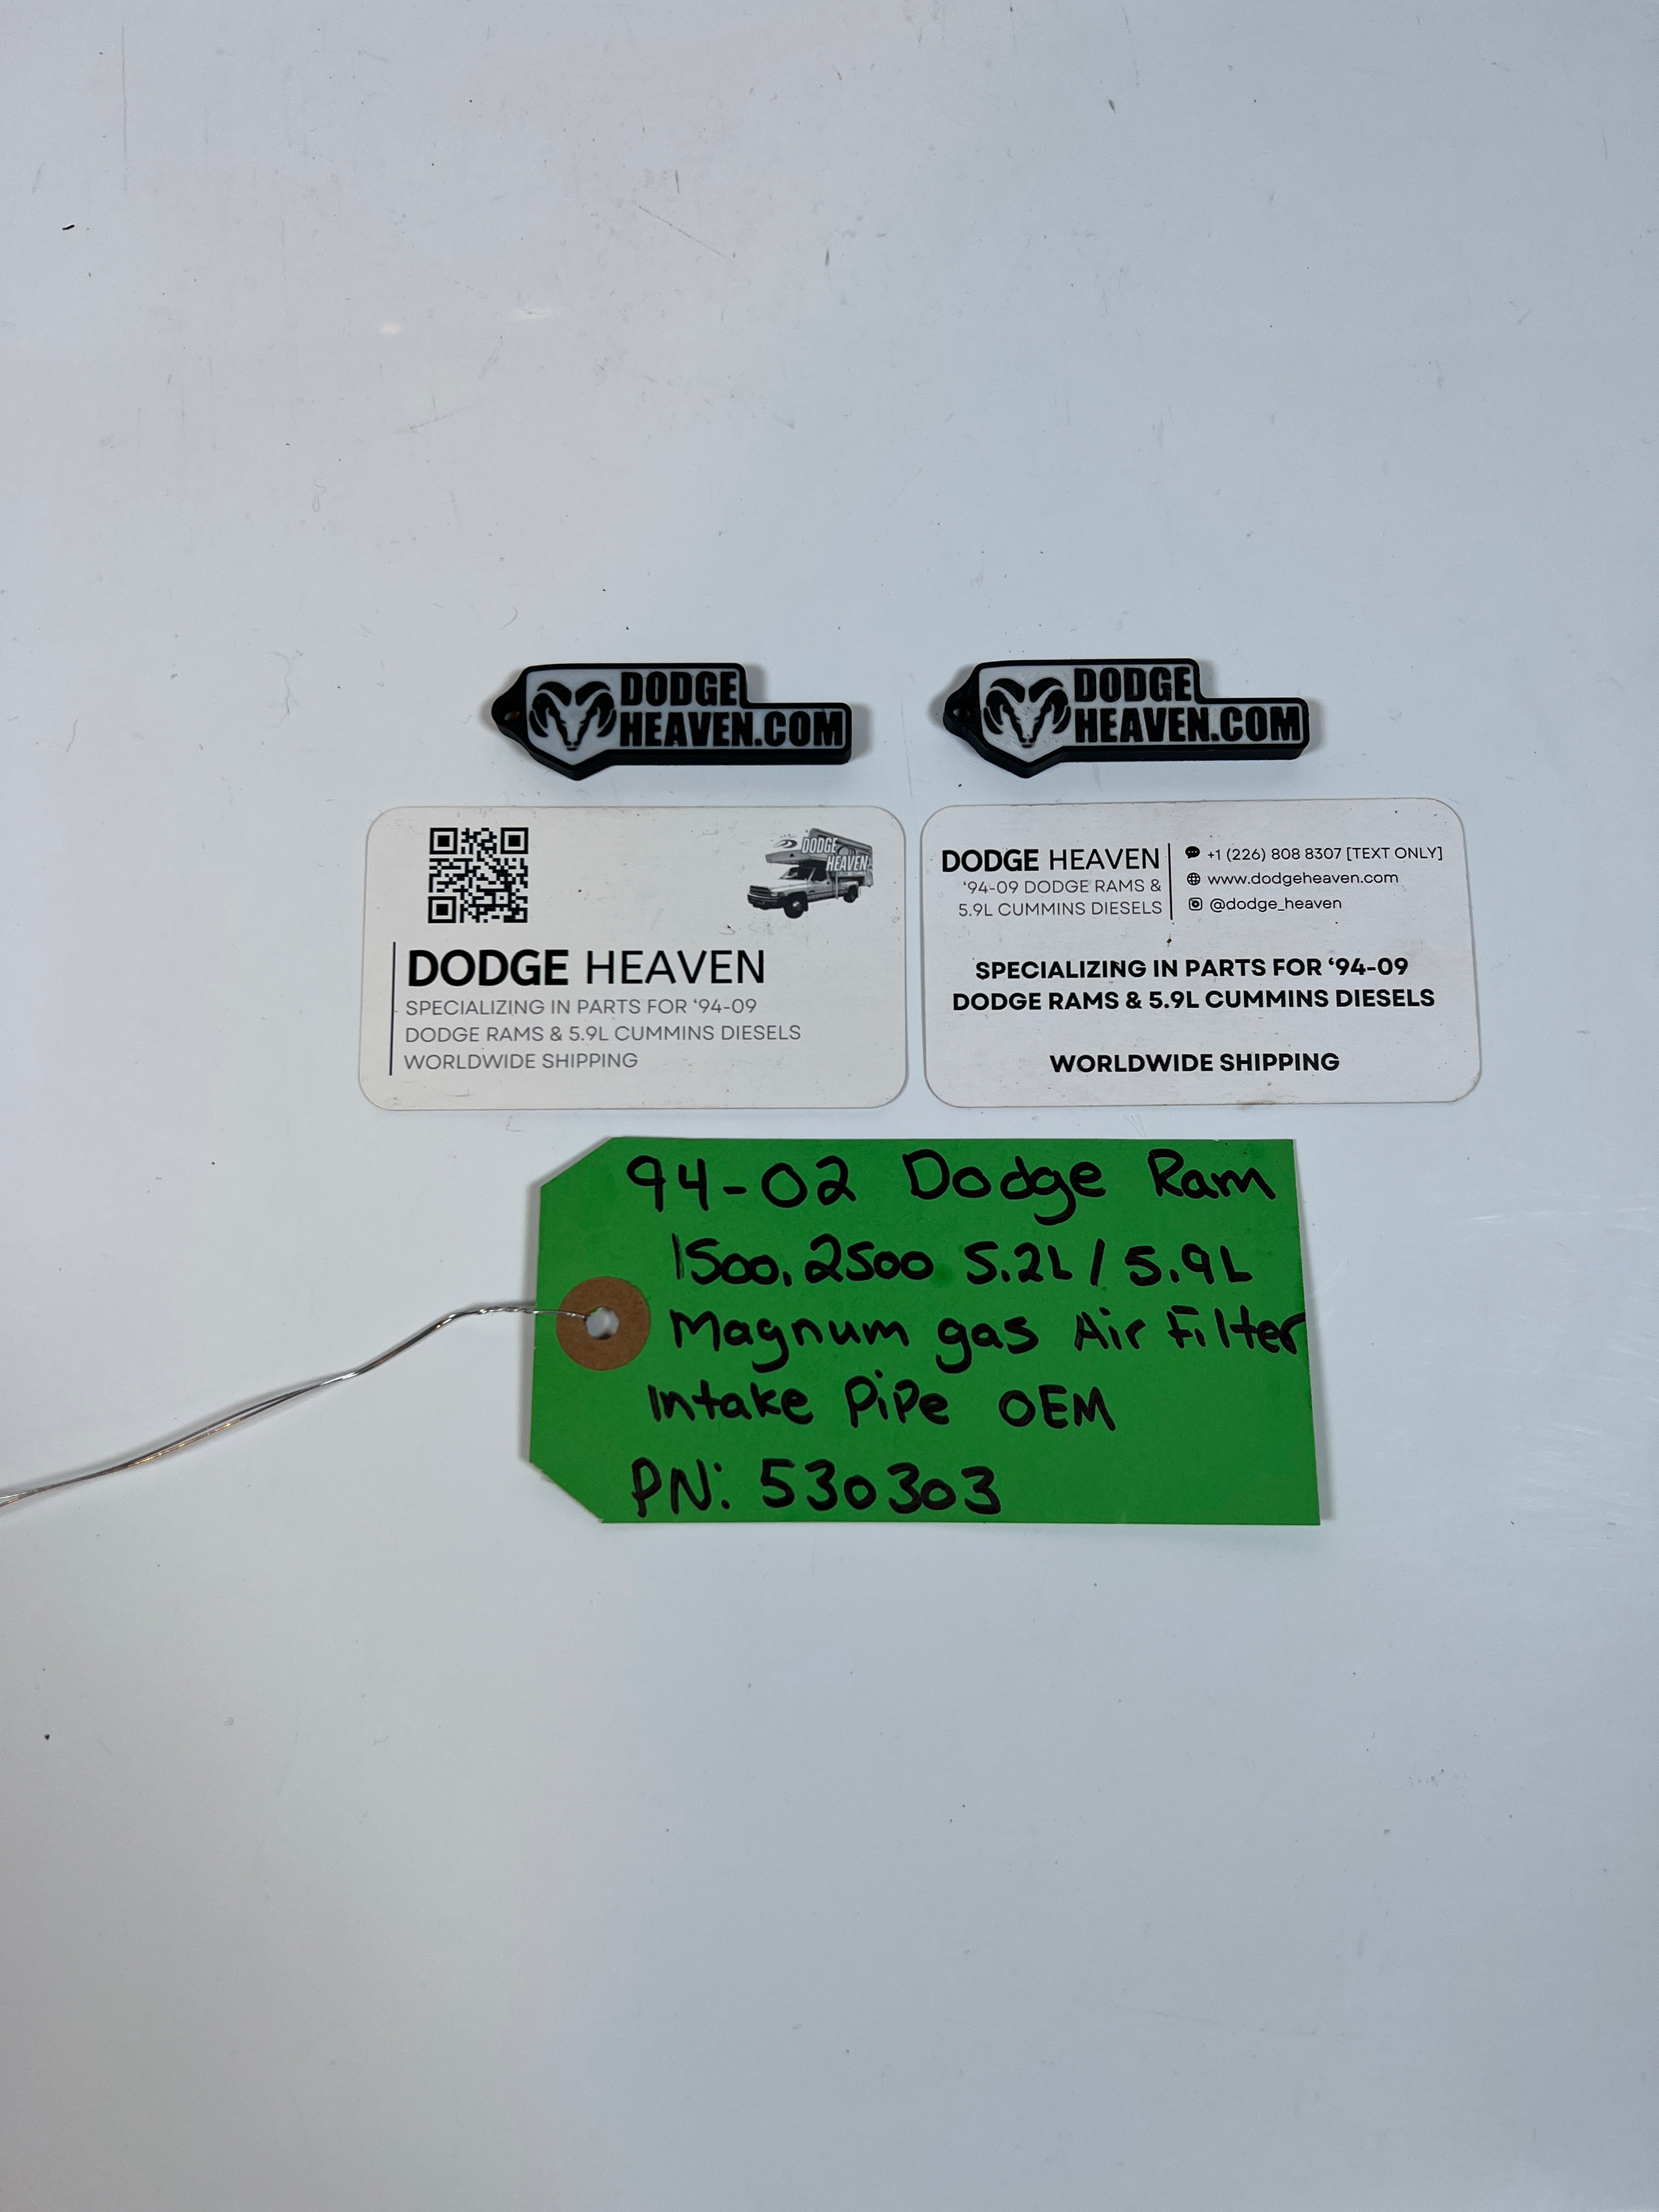 DODGE
HEAVEN.COM
DODGE
HEAVEN.COM
DODGE
HEAVEN
DODGE HEAVEN
SPECIALIZING IN PARTS FOR ‘94-09
DODGE RAMS & 5.9L CUMMINS DIESELS
WORLDWIDE SHIPPING
DODGE HEAVEN
‘94-09 DODGE RAMS &
5.9L CUMMINS DIESELS
+1 (226) 808 8307 [TEXT ONLY]
www.dodgeheaven.com
@dodge_heaven
SPECIALIZING IN PARTS FOR ‘94-09
DODGE RAMS & 5.9L CUMMINS DIESELS
WORLDWIDE SHIPPING
94-02 Dodge Ram
1500, 2500 5.2L / 5.9L
Magnum gas Air Filter
Intake PiPe OEM
PN: 530303